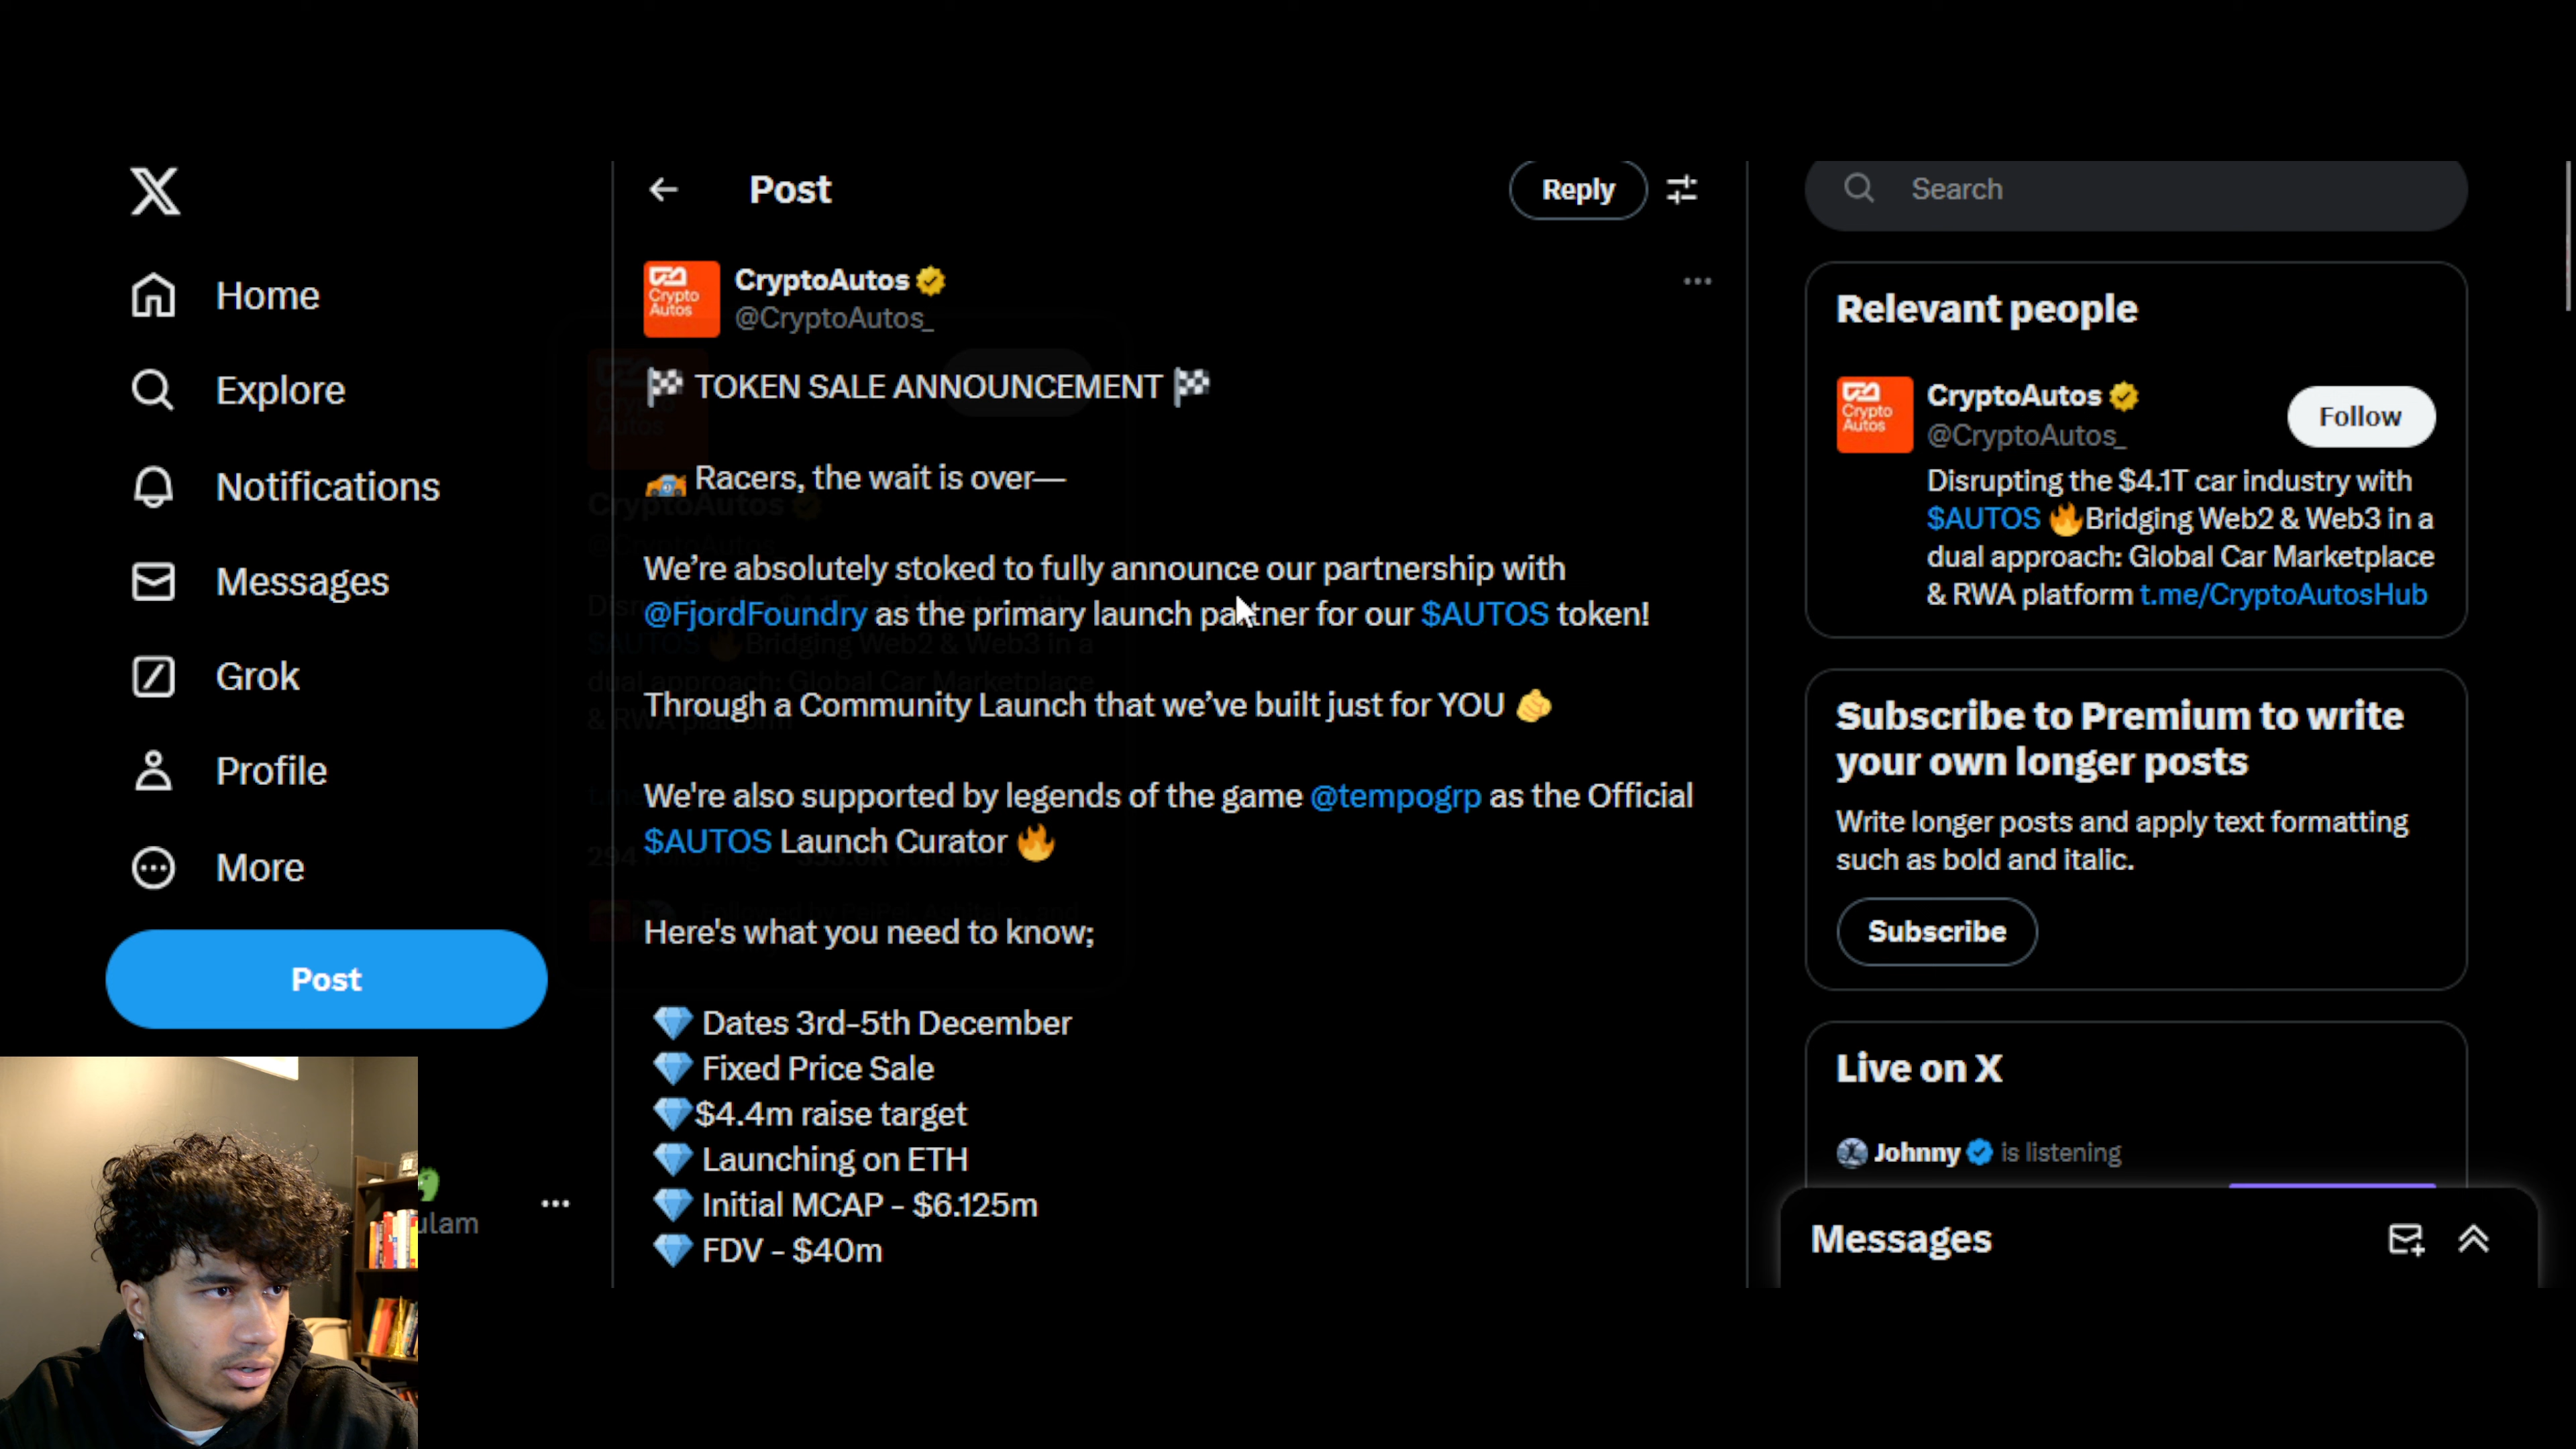 Home
Explore
Notifications
Messages
Grok
Profile
More
Post
ulam
Post
Reply
Crypto
Autos
CryptoAutos
@CryptoAutos_
🏁 TOKEN SALE ANNOUNCEMENT 🏁
🏎️ Racers, the wait is over—
We’re absolutely stoked to fully announce our partnership with
@FjordFoundry as the primary launch partner for our $AUTOS token!
Through a Community Launch that we’ve built just for YOU 🫵
We're also supported by legends of the game @tempogrp as the Official
$AUTOS Launch Curator 🔥
Here's what you need to know;
💎 Dates 3rd-5th December
💎 Fixed Price Sale
💎$4.4m raise target
💎 Launching on ETH
💎 Initial MCAP - $6.125m
💎 FDV - $40m
Search
Relevant people
Crypto
Autos
CryptoAutos
@CryptoAutos_
Follow
Disrupting the $4.1T car industry with
$AUTOS 🔥Bridging Web2 & Web3 in a
dual approach: Global Car Marketplace
& RWA platform t.me/CryptoAutosHub
Subscribe to Premium to write
your own longer posts
Write longer posts and apply text formatting
such as bold and italic.
Subscribe
Live on X
Johnny is listening
Messages